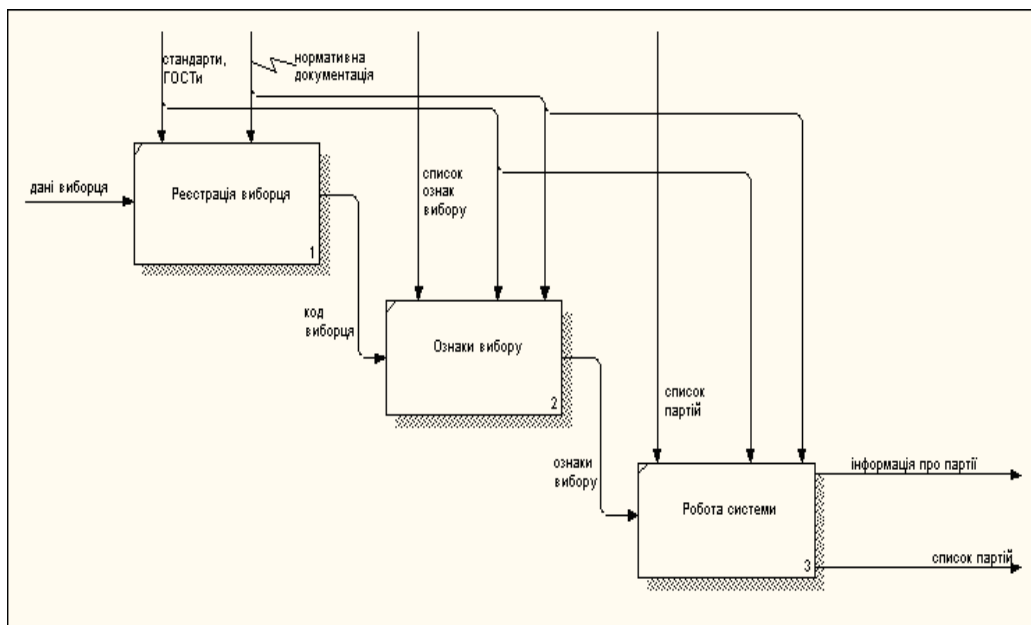 стандарти,
ГОСТи
нормативна
документація
дані виборця
Реєстрація виборця
1
список
ознак
вибору
код
виборця
Ознаки вибору
2
список
партій
ознаки
вибору
інформація про партії
Робота системи
список партій
3